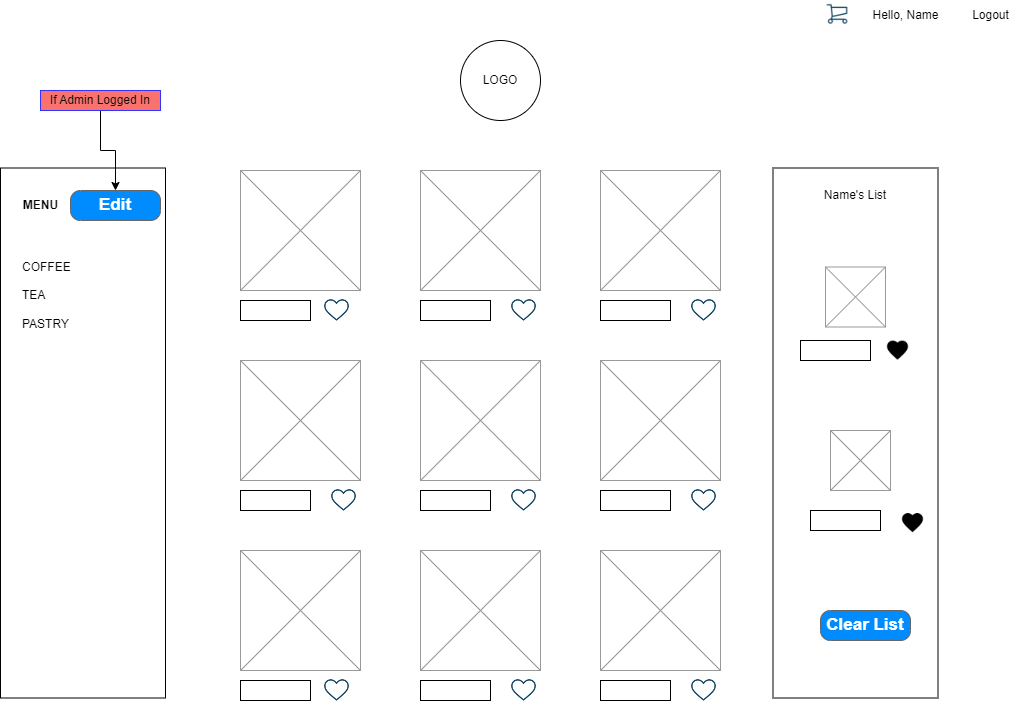 Hello, Name
Logout
LOGO
If Admin Logged In
MENU
Edit
COFFEE
TEA
PASTRY
Name's List
Clear List